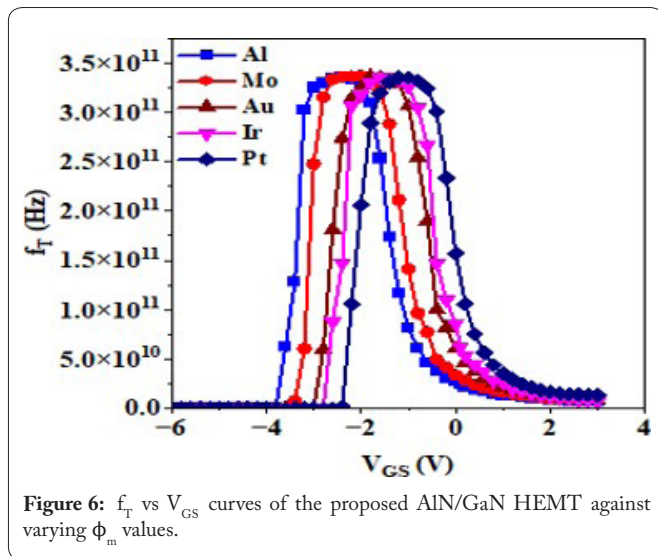 3.5×10¹¹
3.0×10¹¹
2.5×10¹¹
2.0×10¹¹
1.5×10¹¹
1.0×10¹¹
5.0×10¹⁰
0.0
f_T (Hz)
Al
Mo
Au
Ir
Pt
−6 −4 −2 0 2 4
V_GS (V)
Figure 6: f_T vs V_GS curves of the proposed AlN/GaN HEMT against
varying ϕ_m values.